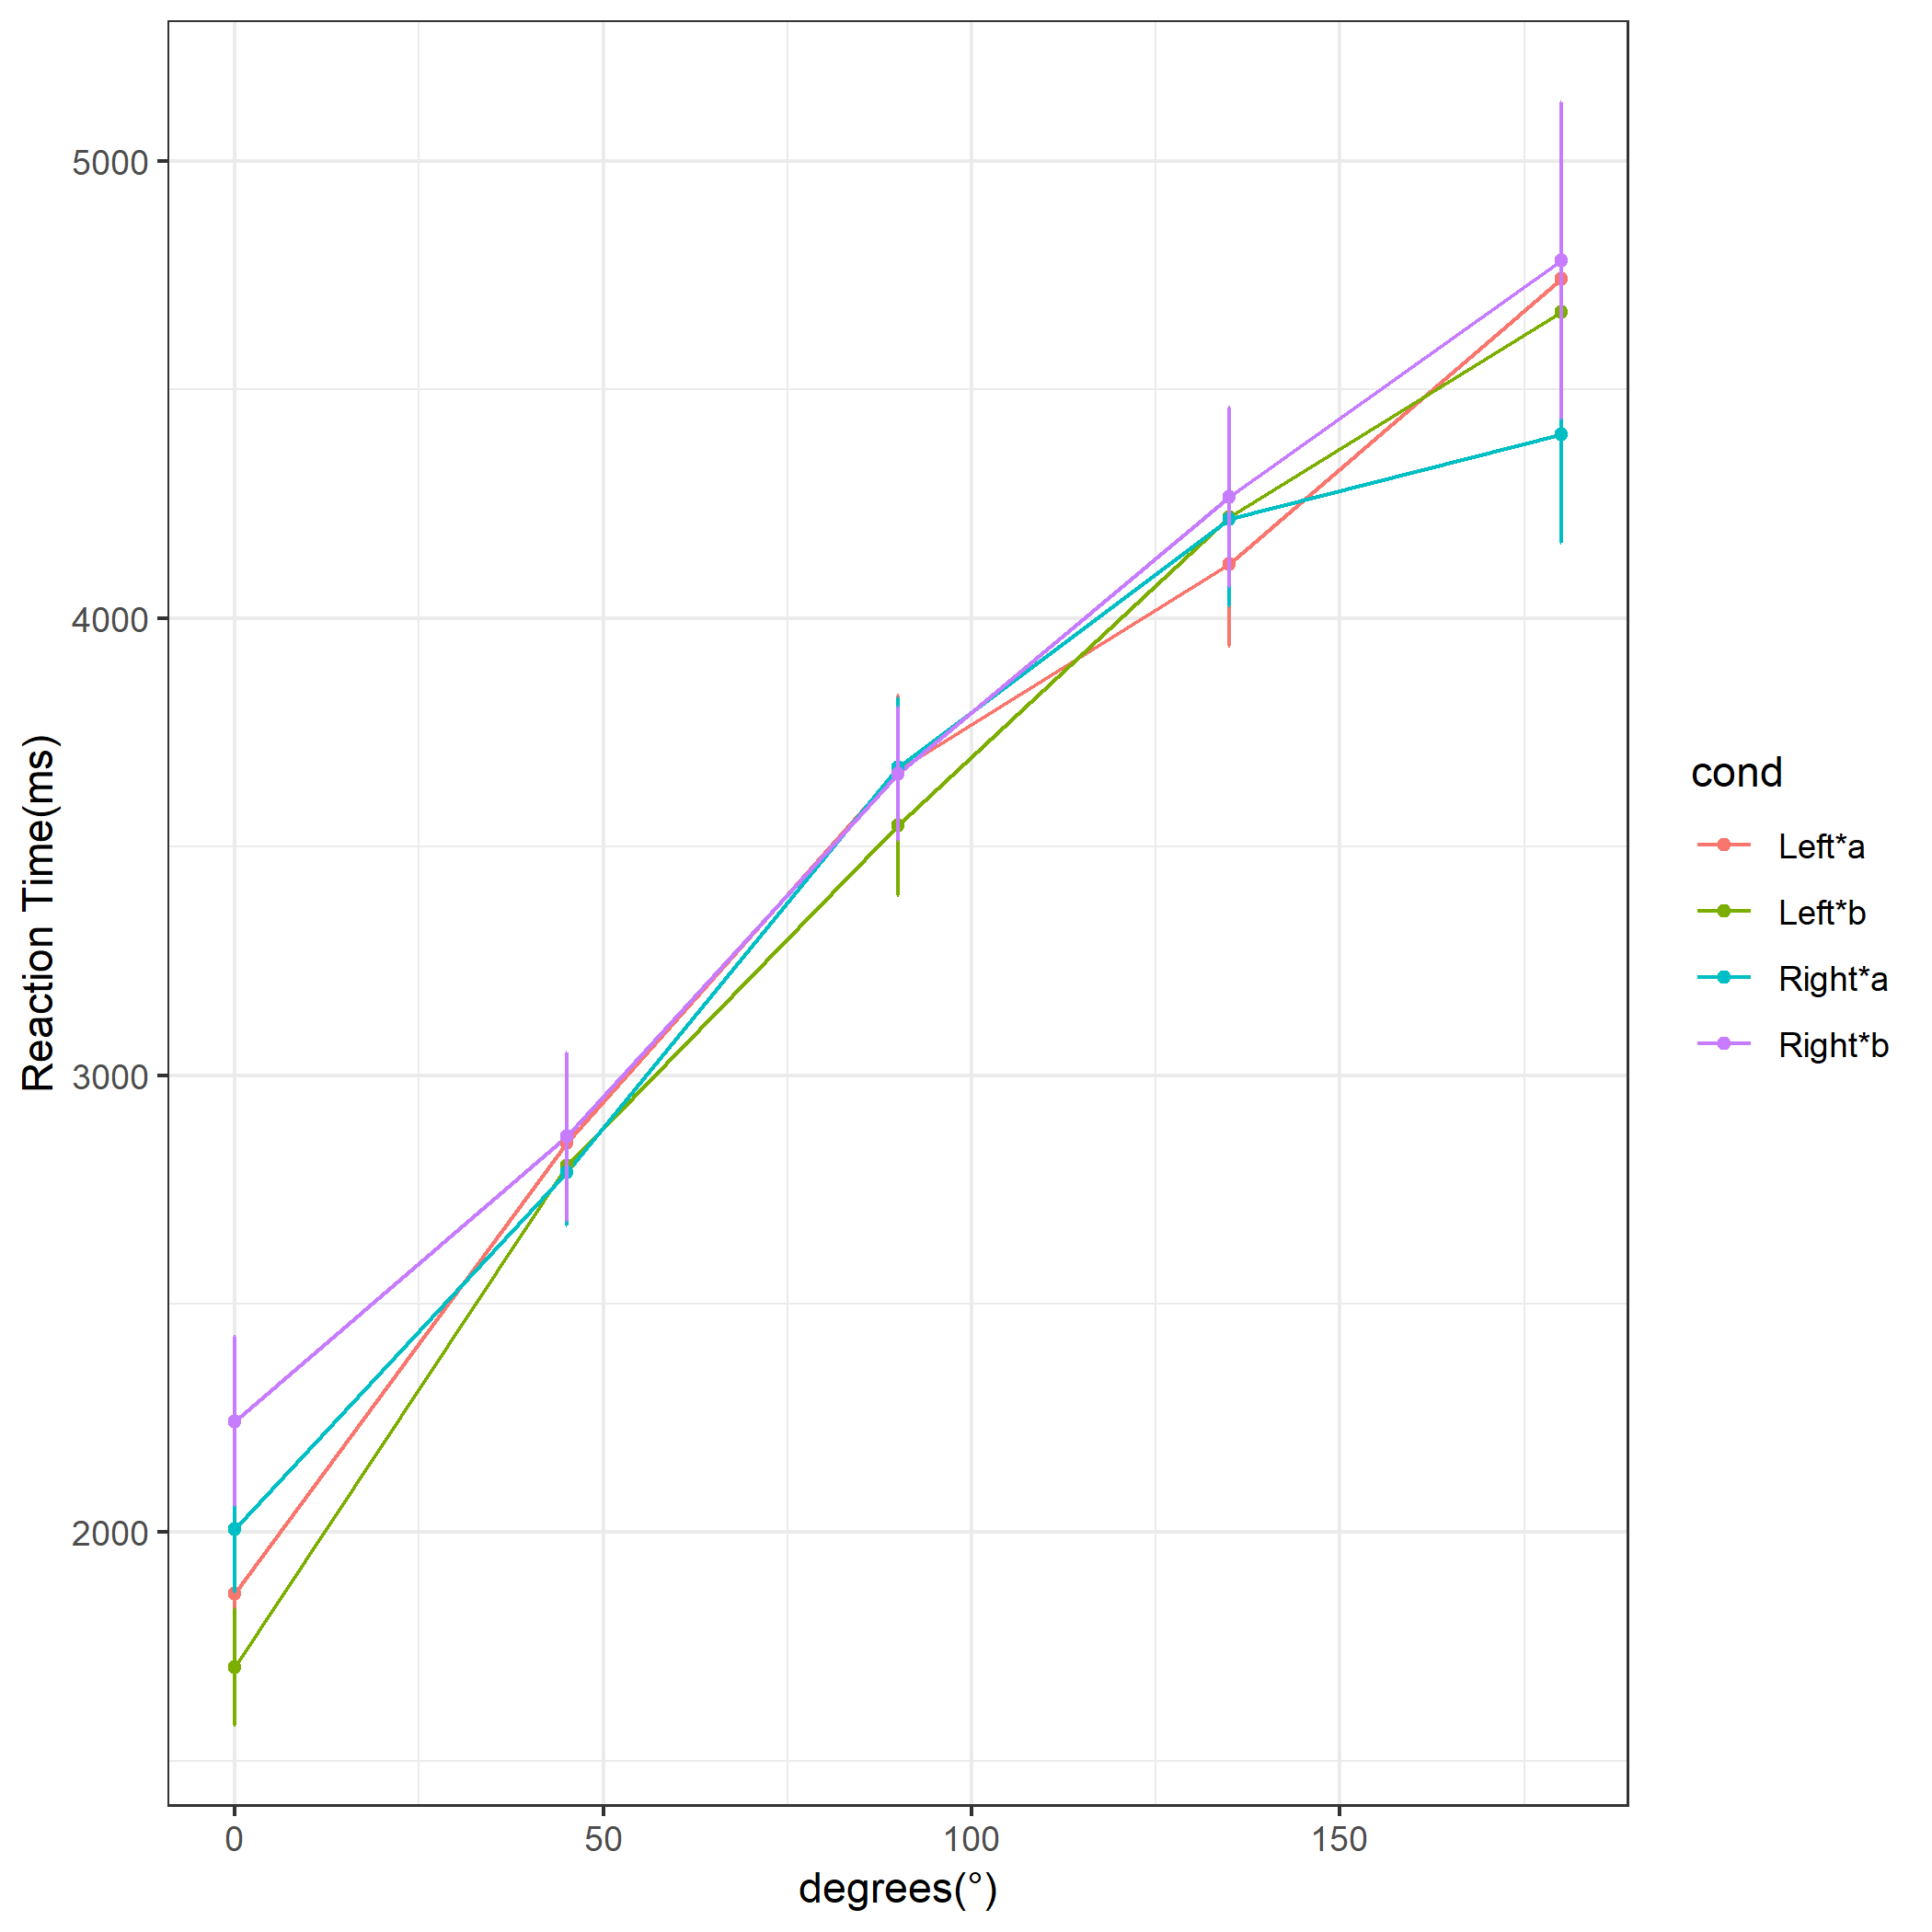 5000
4000
3000
2000
Reaction Time(ms)
0 50 100 150
degrees(°)
cond
Left*a
Left*b
Right*a
Right*b